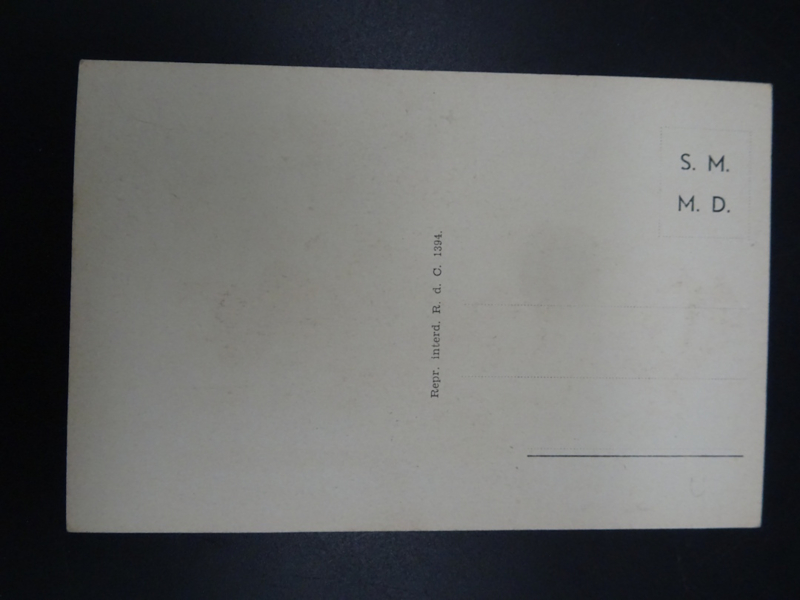 S. M.
M. D.
Repr. interd. R. d. C. 1394.